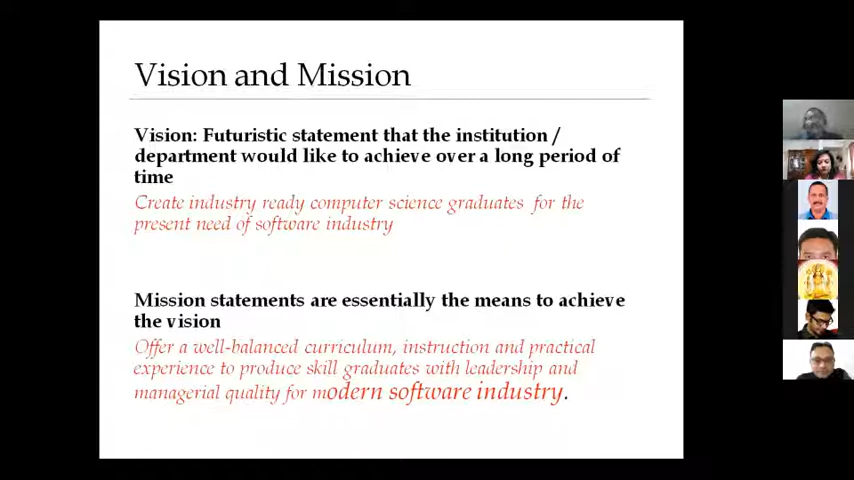 Vision and Mission
Vision: Futuristic statement that the institution /
department would like to achieve over a long period of
time
Create industry ready computer science graduates for the
present need of software industry
Mission statements are essentially the means to achieve
the vision
Offer a well-balanced curriculum, instruction and practical
experience to produce skill graduates with leadership and
managerial quality for modern software industry.